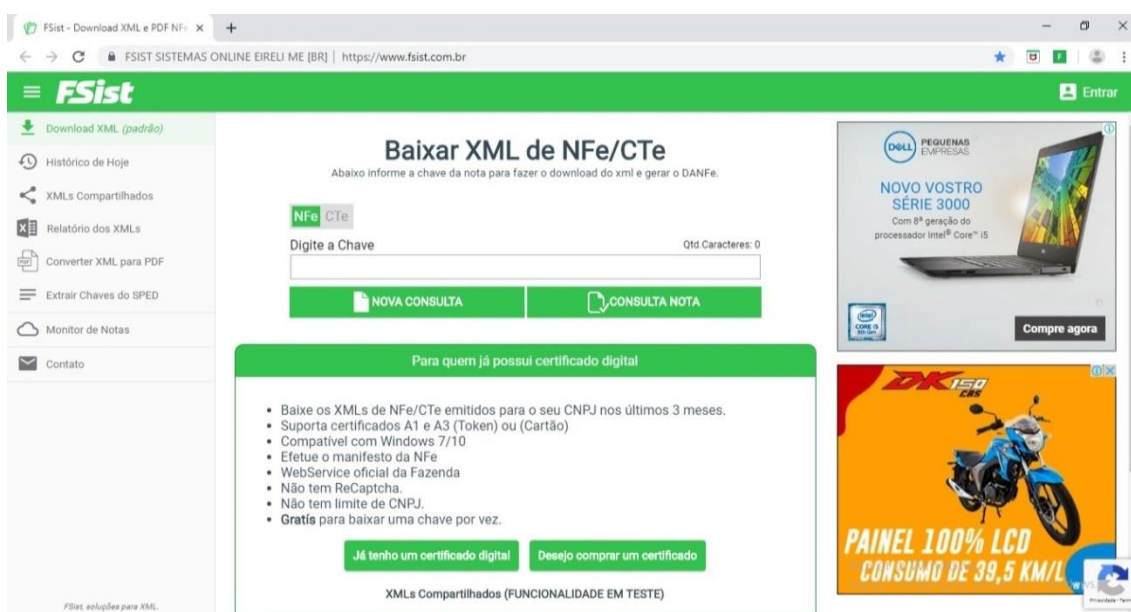 FSist - Download XML e PDF NFe
FSIST SISTEMAS ONLINE EIRELI ME [BR] | https://www.fsist.com.br
FSist
Entrar
Download XML (padrão)
Histórico de Hoje
XMLs Compartilhados
Relatório dos XMLs
Converter XML para PDF
Extrair Chaves do SPED
Monitor de Notas
Contato
FSist, soluções para XML.
Baixar XML de NFe/CTe
Abaixo informe a chave da nota para fazer o download do xml e gerar o DANFe.
NFe CTe
Digite a Chave Qtd.Caracteres: 0
NOVA CONSULTA CONSULTA NOTA
Para quem já possui certificado digital
• Baixe os XMLs de NFe/CTe emitidos para o seu CNPJ nos últimos 3 meses.
• Suporta certificados A1 e A3 (Token) ou (Cartão)
• Compatível com Windows 7/10
• Efetue o manifesto da NFe
• WebService oficial da Fazenda
• Não tem ReCaptcha.
• Não tem limite de CNPJ.
• Gratís para baixar uma chave por vez.
Já tenho um certificado digital Desejo comprar um certificado
XMLs Compartilhados (FUNCIONALIDADE EM TESTE)
DELL PEQUENAS
EMPRESAS
NOVO VOSTRO
SÉRIE 3000
Com 8ª geração do
processador Intel® Core™ i5
intel
CORE i5
8th Gen
Compre agora
DK150
CBS
PAINEL 100% LCD
CONSUMO DE 39,5 KM/L